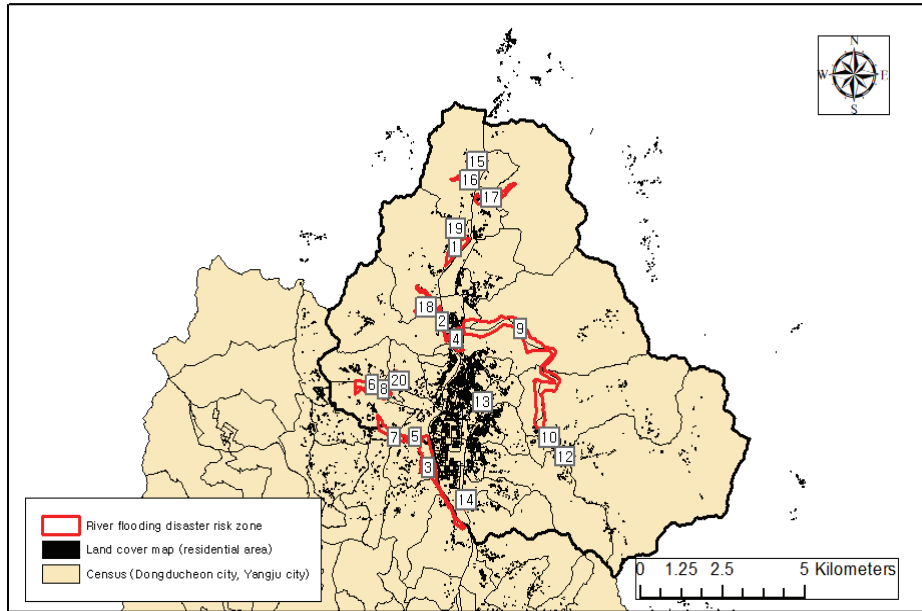 N
W E
S
15
16
17
19
1
18
2
9
4
20
6
8
13
7 5
10
12
3
14
River flooding disaster risk zone
Land cover map (residential area)
Census (Dongducheon city, Yangju city)
0 1.25 2.5 5 Kilometers